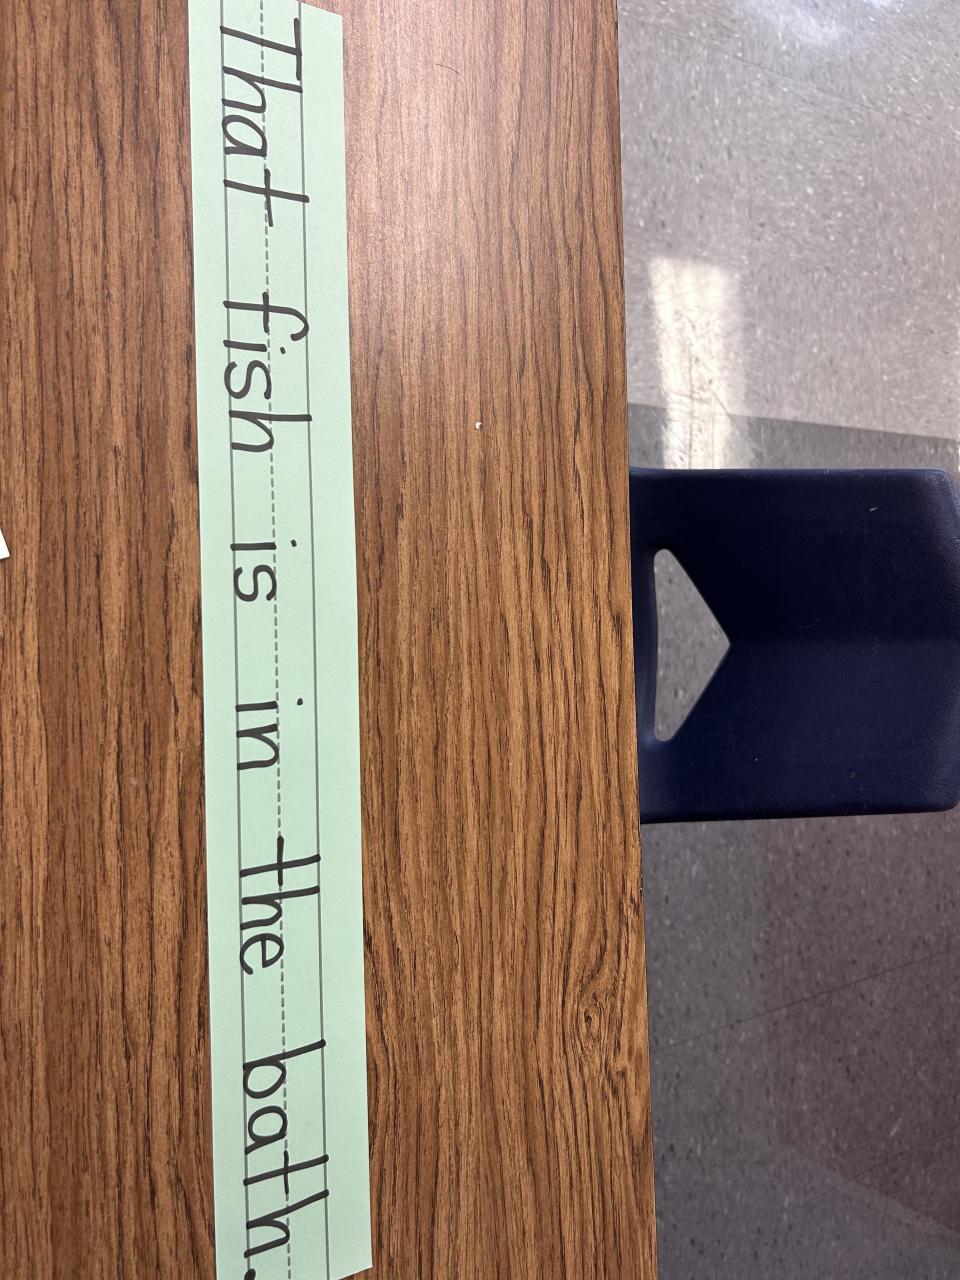 That fish is in the bath.